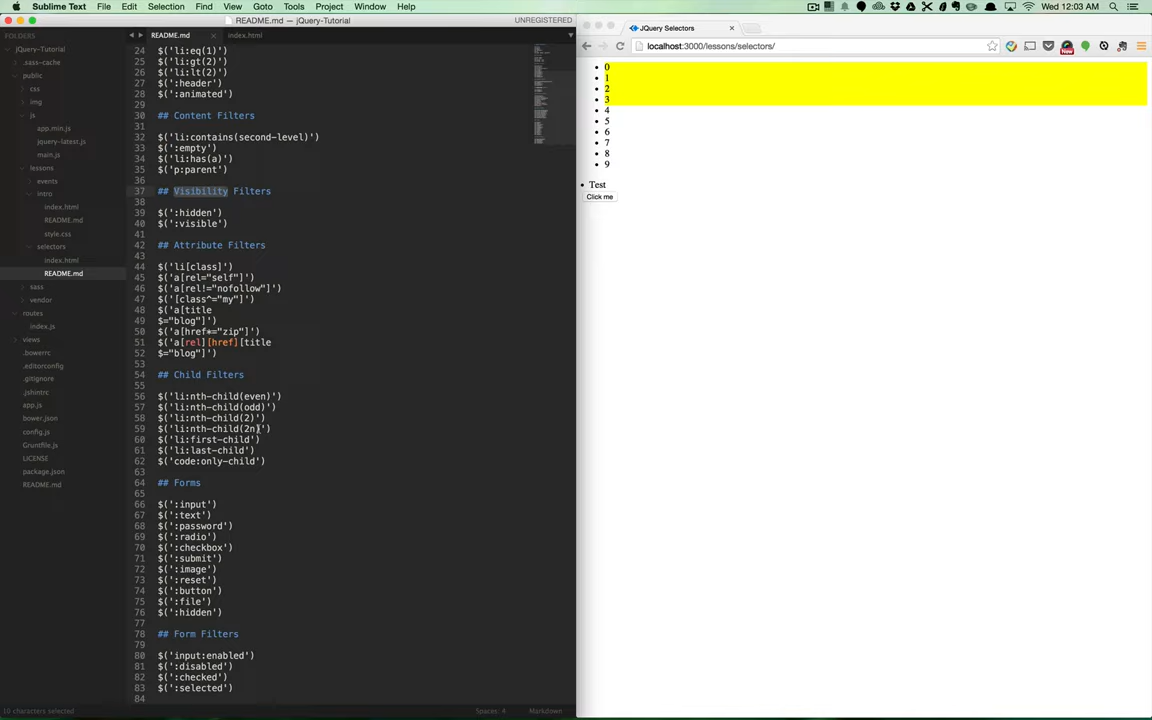 Sublime Text File Edit Selection Find View Goto Tools Project Window Help
Wed 12:03 AM
README.md — jQuery-Tutorial
UNREGISTERED
FOLDERS
jQuery-Tutorial
.sass-cache
public
css
img
js
app.min.js
jquery-latest.js
main.js
lessons
events
intro
index.html
README.md
style.css
selectors
index.html
README.md
sass
vendor
routes
index.js
views
.bowerrc
.editorconfig
.gitignore
.jshintrc
app.js
bower.json
config.js
Gruntfile.js
LICENSE
package.json
README.md
README.md index.html
24 $('li:eq(1)')
25 $('li:gt(2)')
26 $('li:lt(2)')
27 $(':header')
28 $(':animated')
29
30 ## Content Filters
31
32 $('li:contains(second-level)')
33 $(':empty')
34 $('li:has(a)')
35 $('p:parent')
36
37 ## Visibility Filters
38
39 $(':hidden')
40 $(':visible')
41
42 ## Attribute Filters
43
44 $('li[class]')
45 $('a[rel="self"]')
46 $('a[rel!="nofollow"]')
47 $('[class^="my"]')
48 $('a[title
49 $="blog"]')
50 $('a[href*="zip"]')
51 $('a[rel][href][title
52 $="blog"]')
53
54 ## Child Filters
55
56 $('li:nth-child(even)')
57 $('li:nth-child(odd)')
58 $('li:nth-child(2)')
59 $('li:nth-child(2n)')
60 $('li:first-child')
61 $('li:last-child')
62 $('code:only-child')
63
64 ## Forms
65
66 $(':input')
67 $(':text')
68 $(':password')
69 $(':radio')
70 $(':checkbox')
71 $(':submit')
72 $(':image')
73 $(':reset')
74 $(':button')
75 $(':file')
76 $(':hidden')
77
78 ## Form Filters
79
80 $('input:enabled')
81 $(':disabled')
82 $(':checked')
83 $(':selected')
84
10 characters selected
Spaces: 4 Markdown
JQuery Selectors
localhost:3000/lessons/selectors/
New
• 0
• 1
• 2
• 3
• 4
• 5
• 6
• 7
• 8
• 9
• Test
Click me